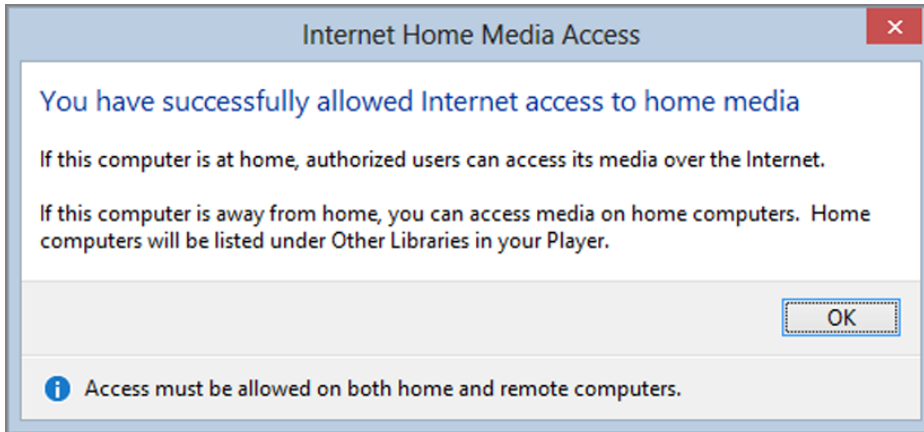 Internet Home Media Access
You have successfully allowed Internet access to home media
If this computer is at home, authorized users can access its media over the Internet.
If this computer is away from home, you can access media on home computers.  Home
computers will be listed under Other Libraries in your Player.
OK
Access must be allowed on both home and remote computers.